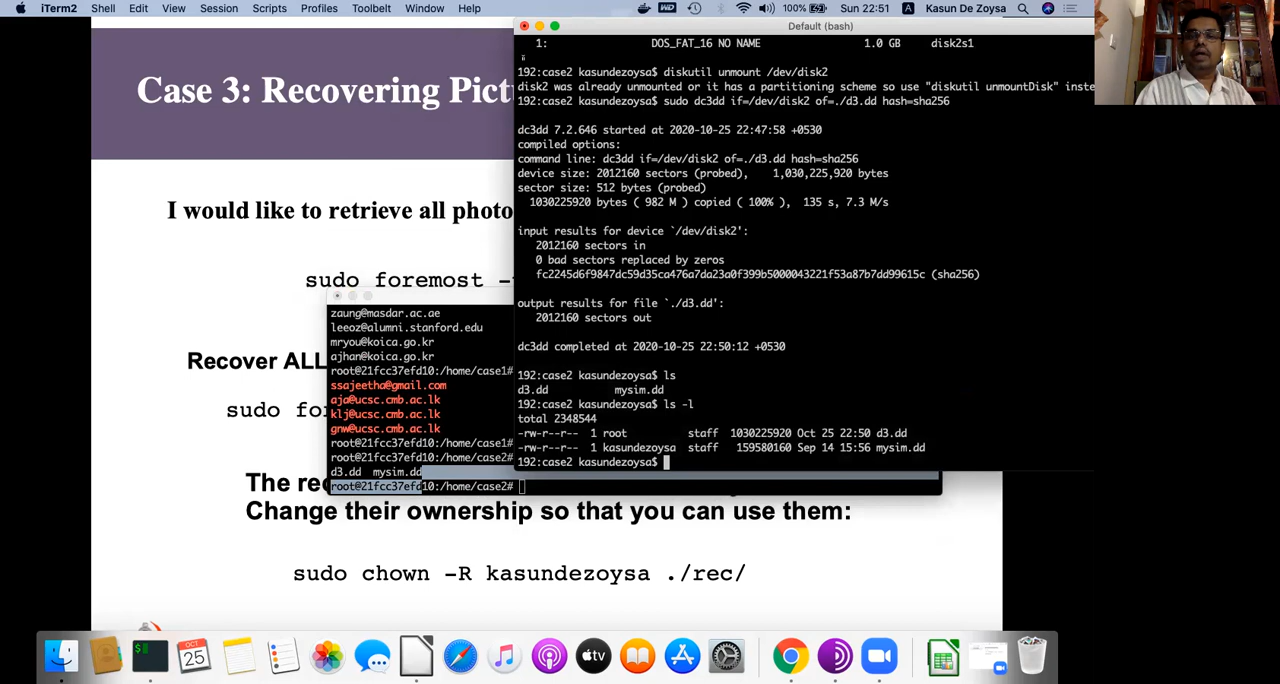 iTerm2 Shell Edit View Session Scripts Profiles Toolbelt Window Help WD 100% Sun 22:51 A Kasun De Zoysa
Default (bash)
1: DOS_FAT_16 NO NAME 1.0 GB disk2s1
192:case2 kasundezoysa$ diskutil unmount /dev/disk2
disk2 was already unmounted or it has a partitioning scheme so use "diskutil unmountDisk" inste
192:case2 kasundezoysa$ sudo dc3dd if=/dev/disk2 of=./d3.dd hash=sha256
dc3dd 7.2.646 started at 2020-10-25 22:47:58 +0530
compiled options:
command line: dc3dd if=/dev/disk2 of=./d3.dd hash=sha256
device size: 2012160 sectors (probed), 1,030,225,920 bytes
sector size: 512 bytes (probed)
1030225920 bytes ( 982 M ) copied ( 100% ), 135 s, 7.3 M/s
input results for device `/dev/disk2':
2012160 sectors in
0 bad sectors replaced by zeros
fc2245d6f9847dc59d35ca476a7da23a0f399b5000043221f53a87b7dd99615c (sha256)
output results for file `./d3.dd':
2012160 sectors out
dc3dd completed at 2020-10-25 22:50:12 +0530
192:case2 kasundezoysa$ ls
d3.dd mysim.dd
192:case2 kasundezoysa$ ls -l
total 2348544
-rw-r--r-- 1 root staff 1030225920 Oct 25 22:50 d3.dd
-rw-r--r-- 1 kasundezoysa staff 159580160 Sep 14 15:56 mysim.dd
192:case2 kasundezoysa$
Case 3: Recovering Pictu
I would like to retrieve all photo
sudo foremost -t
Recover ALL
sudo fo
zaung@masdar.ac.ae
leeoz@alumni.stanford.edu
mryou@koica.go.kr
ajhan@koica.go.kr
root@21fcc37efd10:/home/case1#
ssajeetha@gmail.com
aja@ucsc.cmb.ac.lk
klj@ucsc.cmb.ac.lk
gnw@ucsc.cmb.ac.lk
root@21fcc37efd10:/home/case1#
root@21fcc37efd10:/home/case2#
d3.dd mysim.dd
root@21fcc37efd10:/home/case2#
The re
Change their ownership so that you can use them:
sudo chown -R kasundezoysa ./rec/
OCT
25
tv